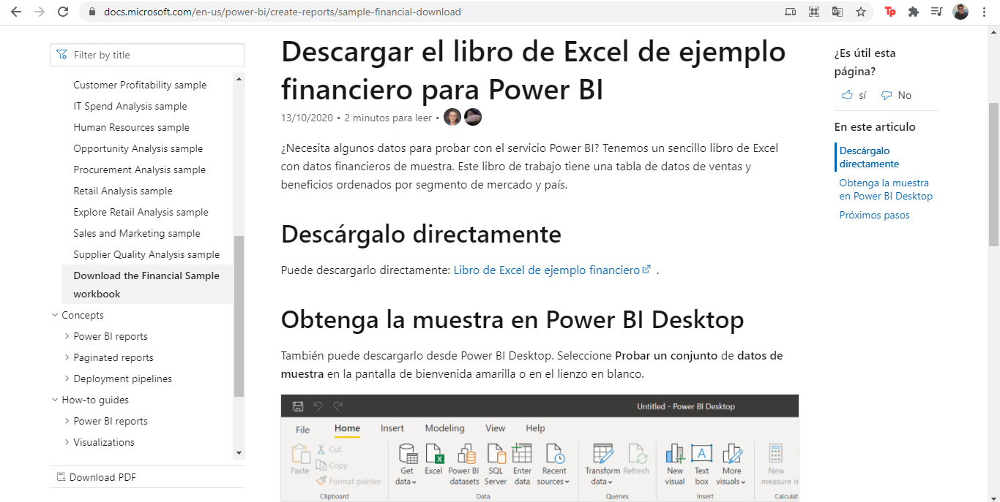 docs.microsoft.com/en-us/power-bi/create-reports/sample-financial-download
Tp
Filter by title
Customer Profitability sample
IT Spend Analysis sample
Human Resources sample
Opportunity Analysis sample
Procurement Analysis sample
Retail Analysis sample
Explore Retail Analysis sample
Sales and Marketing sample
Supplier Quality Analysis sample
Download the Financial Sample
workbook
Concepts
Power BI reports
Paginated reports
Deployment pipelines
How-to guides
Power BI reports
Visualizations
Download PDF
Descargar el libro de Excel de ejemplo
financiero para Power BI
13/10/2020 • 2 minutos para leer •
¿Necesita algunos datos para probar con el servicio Power BI? Tenemos un sencillo libro de Excel
con datos financieros de muestra. Este libro de trabajo tiene una tabla de datos de ventas y
beneficios ordenados por segmento de mercado y país.
Descárgalo directamente
Puede descargarlo directamente: Libro de Excel de ejemplo financiero .
Obtenga la muestra en Power BI Desktop
También puede descargarlo desde Power BI Desktop. Seleccione Probar un conjunto de datos de
muestra en la pantalla de bienvenida amarilla o en el lienzo en blanco.
Untitled - Power BI Desktop
File Home Insert Modeling View Help
Paste
Cut
Copy
Format painter
Clipboard
Get
data
Excel
Power BI
datasets
SQL
Server
Enter
data
Recent
sources
Data
Transform
data
Refresh
Queries
New
visual
A
Text
box
More
visuals
Insert
New
measure
Calculat
¿Es útil esta
página?
sí No
En este articulo
Descárgalo
directamente
Obtenga la muestra
en Power BI Desktop
Próximos pasos